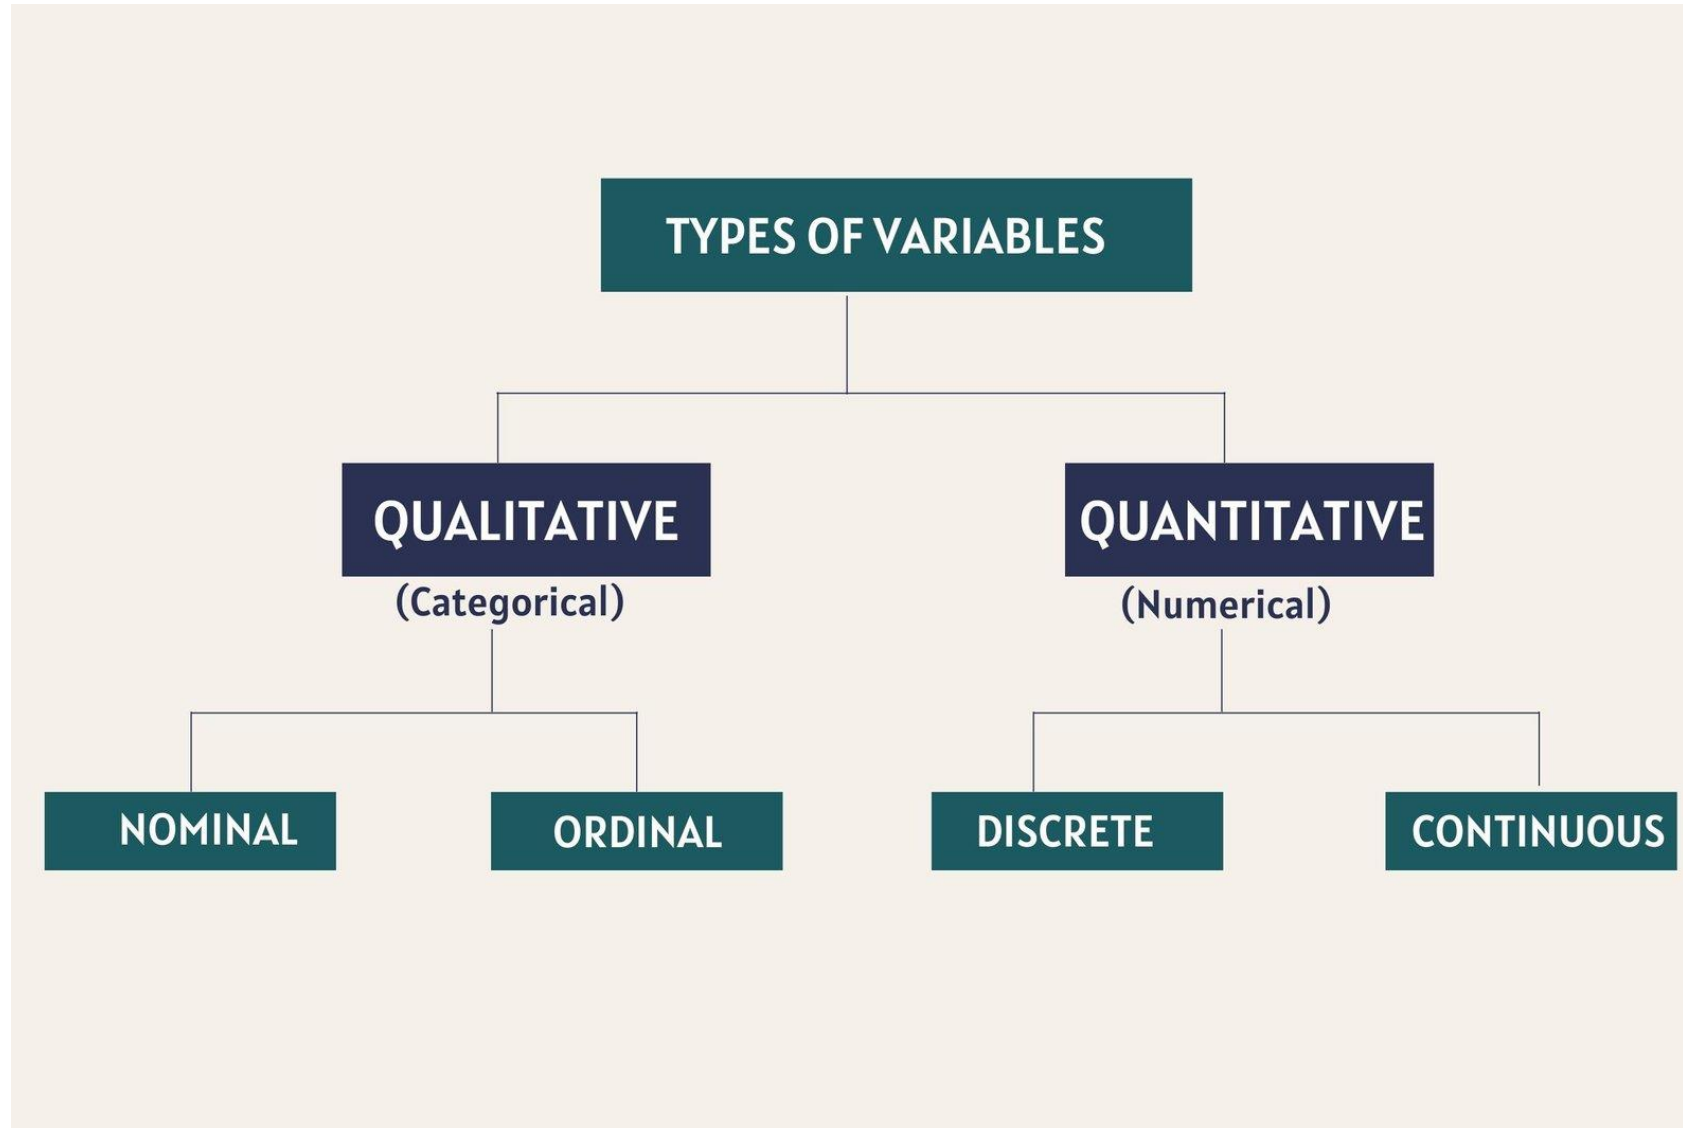 TYPES OF VARIABLES
QUALITATIVE
(Categorical)
QUANTITATIVE
(Numerical)
NOMINAL
ORDINAL
DISCRETE
CONTINUOUS